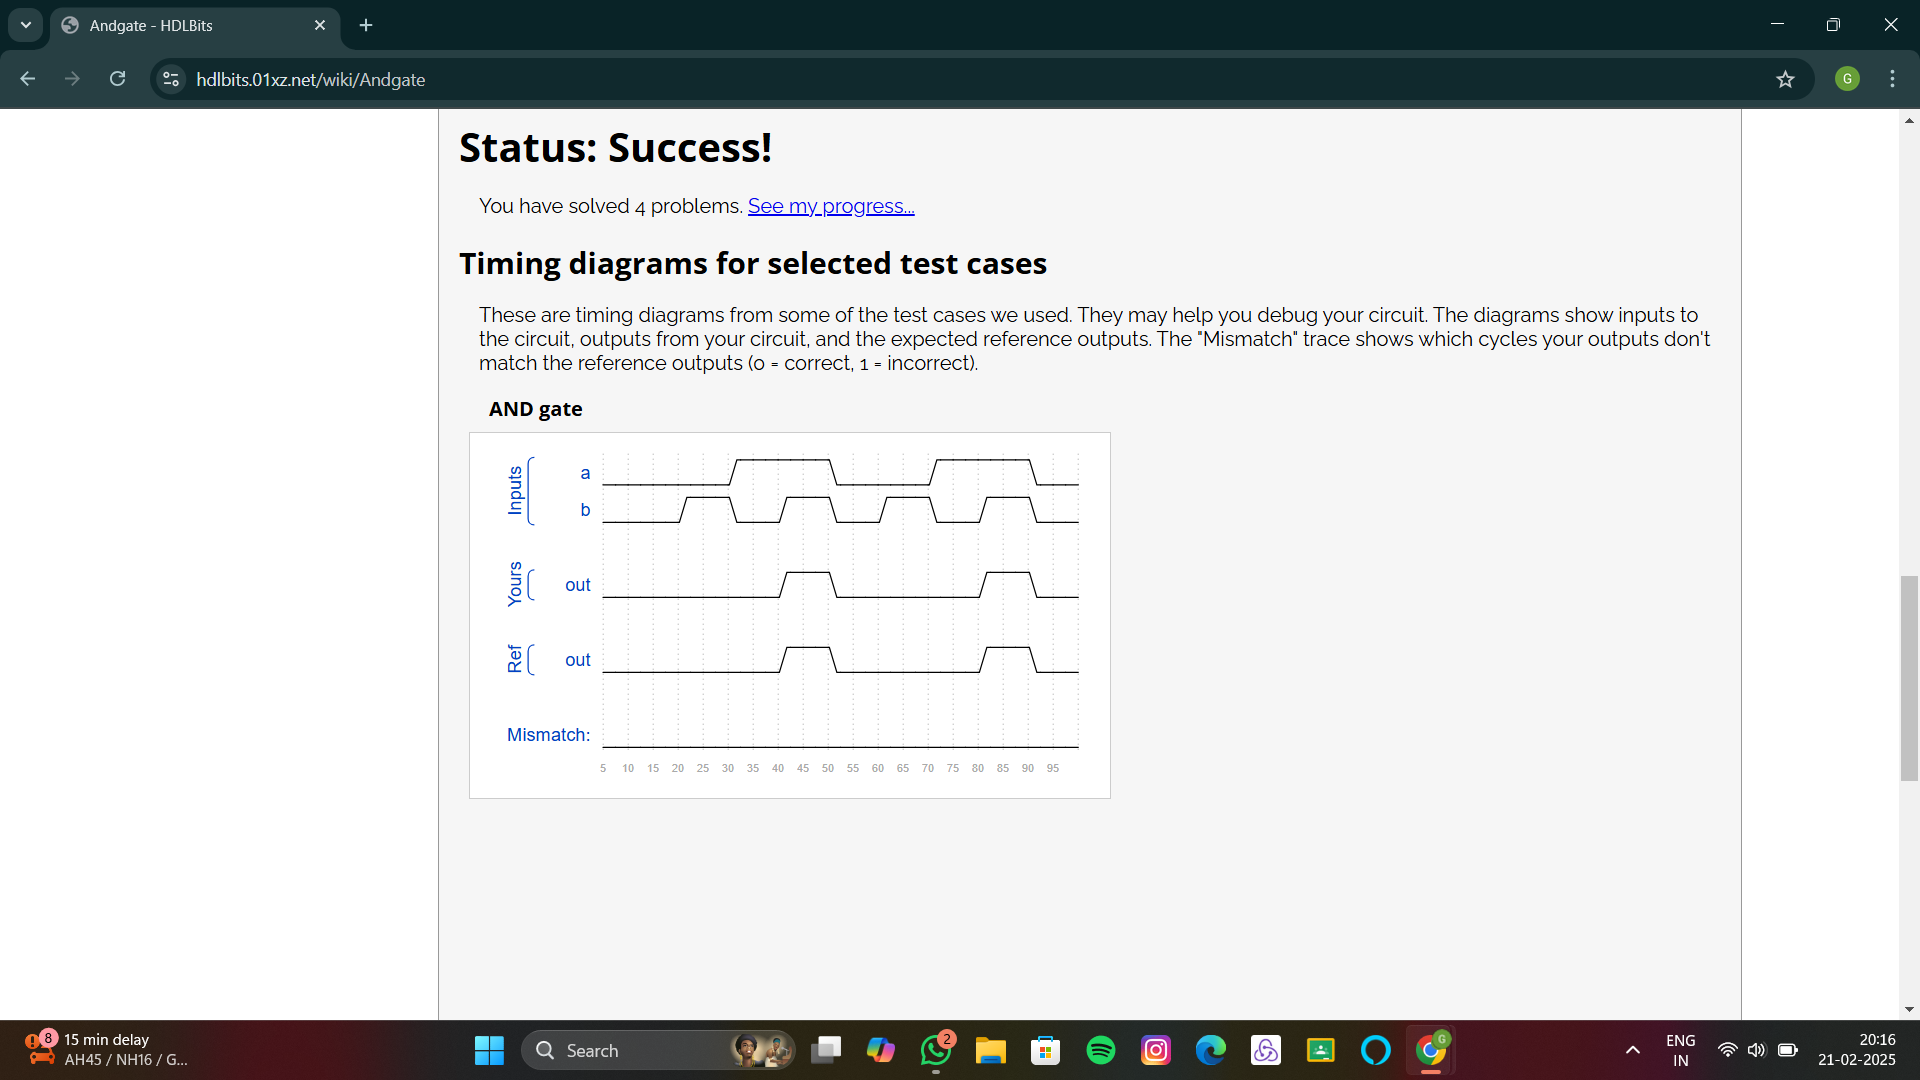 Andgate - HDLBits
hdlbits.01xz.net/wiki/Andgate
G
Status: Success!
You have solved 4 problems. See my progress...
Timing diagrams for selected test cases
These are timing diagrams from some of the test cases we used. They may help you debug your circuit. The diagrams show inputs to
the circuit, outputs from your circuit, and the expected reference outputs. The "Mismatch" trace shows which cycles your outputs don't
match the reference outputs (0 = correct, 1 = incorrect).
AND gate
Inputs
a
b
Yours
out
Ref
out
Mismatch:
5 10 15 20 25 30 35 40 45 50 55 60 65 70 75 80 85 90 95
8
15 min delay
AH45 / NH16 / G...
Search
2
G
ENG
IN
20:16
21-02-2025